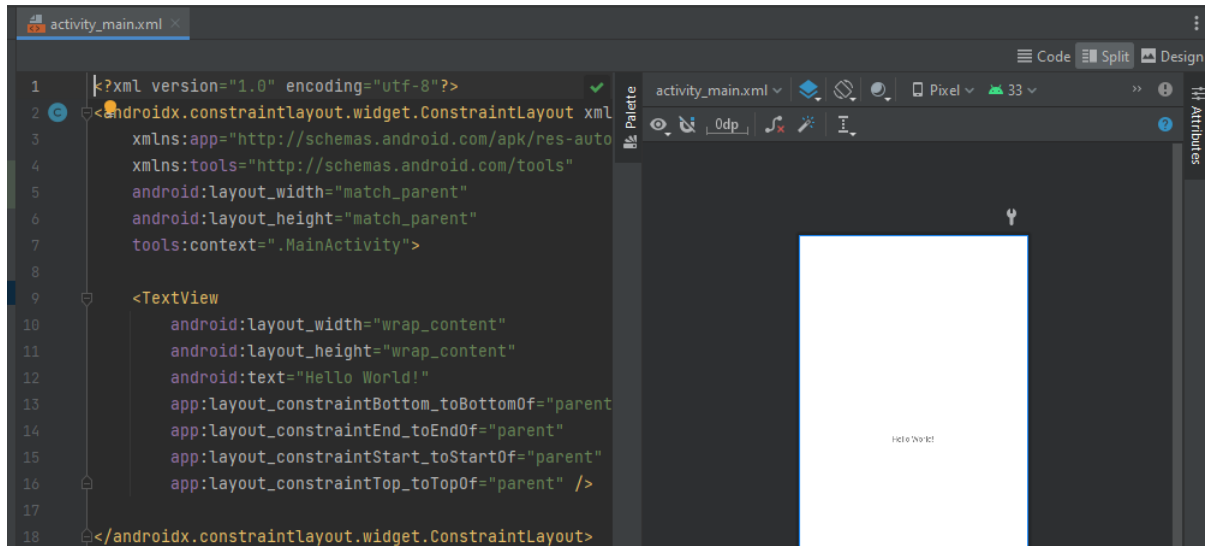 activity_main.xml
Code Split Design
1 <?xml version="1.0" encoding="utf-8"?>
2 <androidx.constraintlayout.widget.ConstraintLayout xml
3 xmlns:app="http://schemas.android.com/apk/res-auto
4 xmlns:tools="http://schemas.android.com/tools"
5 android:layout_width="match_parent"
6 android:layout_height="match_parent"
7 tools:context=".MainActivity">
8
9 <TextView
10 android:layout_width="wrap_content"
11 android:layout_height="wrap_content"
12 android:text="Hello World!"
13 app:layout_constraintBottom_toBottomOf="parent
14 app:layout_constraintEnd_toEndOf="parent"
15 app:layout_constraintStart_toStartOf="parent"
16 app:layout_constraintTop_toTopOf="parent" />
17
18 </androidx.constraintlayout.widget.ConstraintLayout>
Palette
activity_main.xml Pixel 33
0dp
Hello World!
Attributes